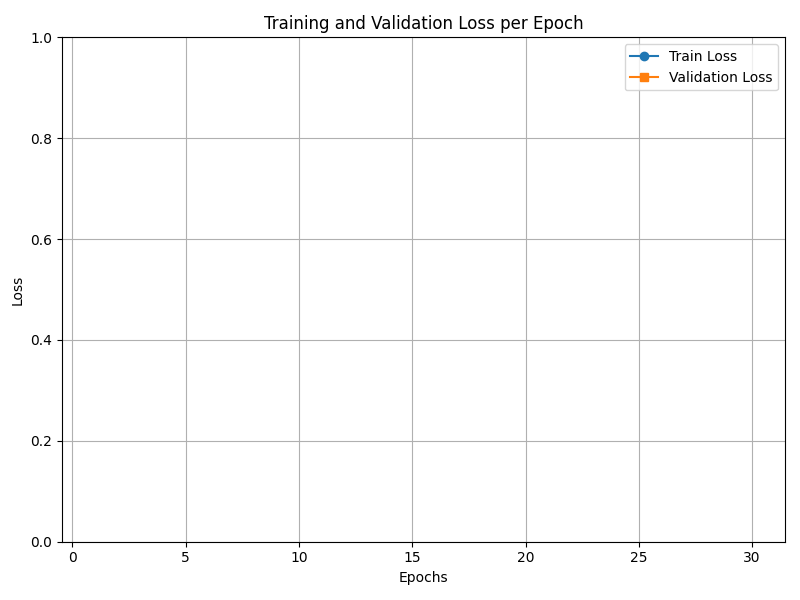 Training and Validation Loss per Epoch
1.0
Train Loss
Validation Loss
0.8
0.6
Loss
0.4
0.2
0.0
0 5 10 15 20 25 30
Epochs